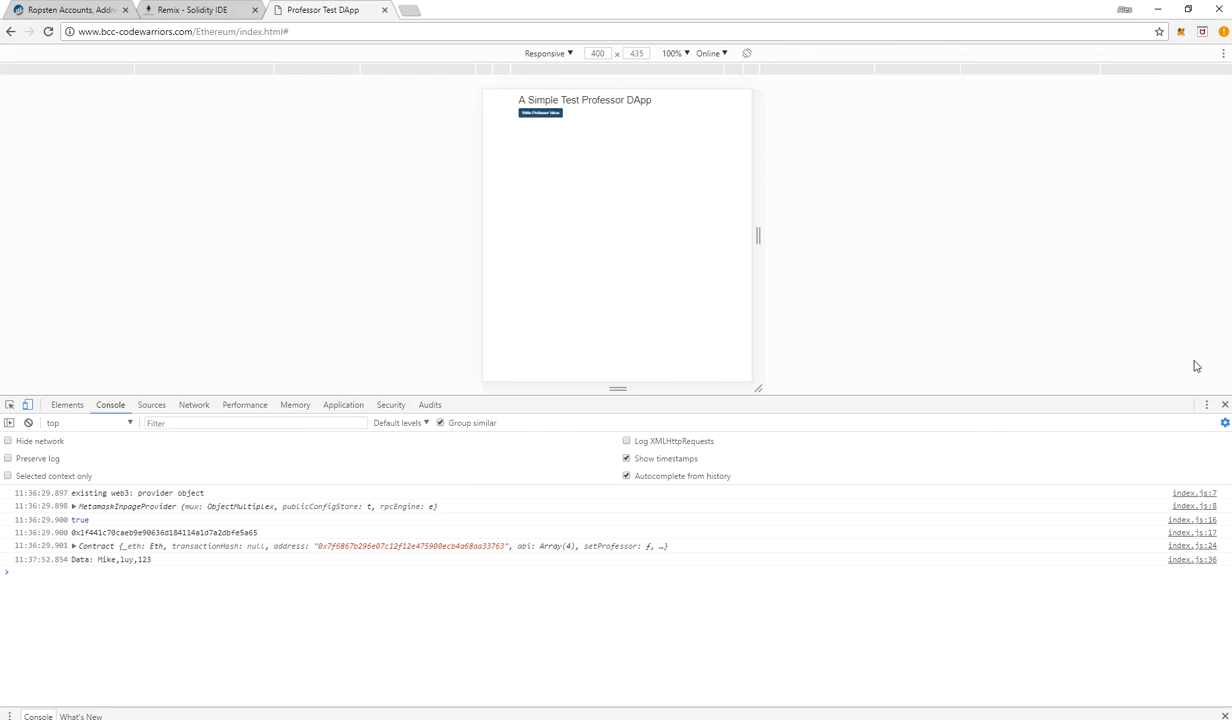 Ropsten Accounts, Addre
Remix - Solidity IDE
Professor Test DApp
Alex
www.bcc-codewarriors.com/Ethereum/index.html#
Responsive 400 x 435 100% Online
A Simple Test Professor DApp
Write Professor Value
Elements Console Sources Network Performance Memory Application Security Audits
top Filter Default levels Group similar
Hide network Log XMLHttpRequests
Preserve log Show timestamps
Selected context only Autocomplete from history
11:36:29.897 existing web3: provider object index.js:7
11:36:29.898 MetamaskInpageProvider {mux: ObjectMultiplex, publicConfigStore: t, rpcEngine: e} index.js:8
11:36:29.900 true index.js:16
11:36:29.900 0x1f441c70caeb9e90636d184114a1d7a2dbfe5a65 index.js:17
11:36:29.901 Contract {_eth: Eth, transactionHash: null, address: "0x7f6867b296e07c12f12e475900ecb4a68aa33763", abi: Array(4), setProfessor: ƒ, …} index.js:24
11:37:52.854 Data: Mike,luy,123 index.js:36
Console What's New